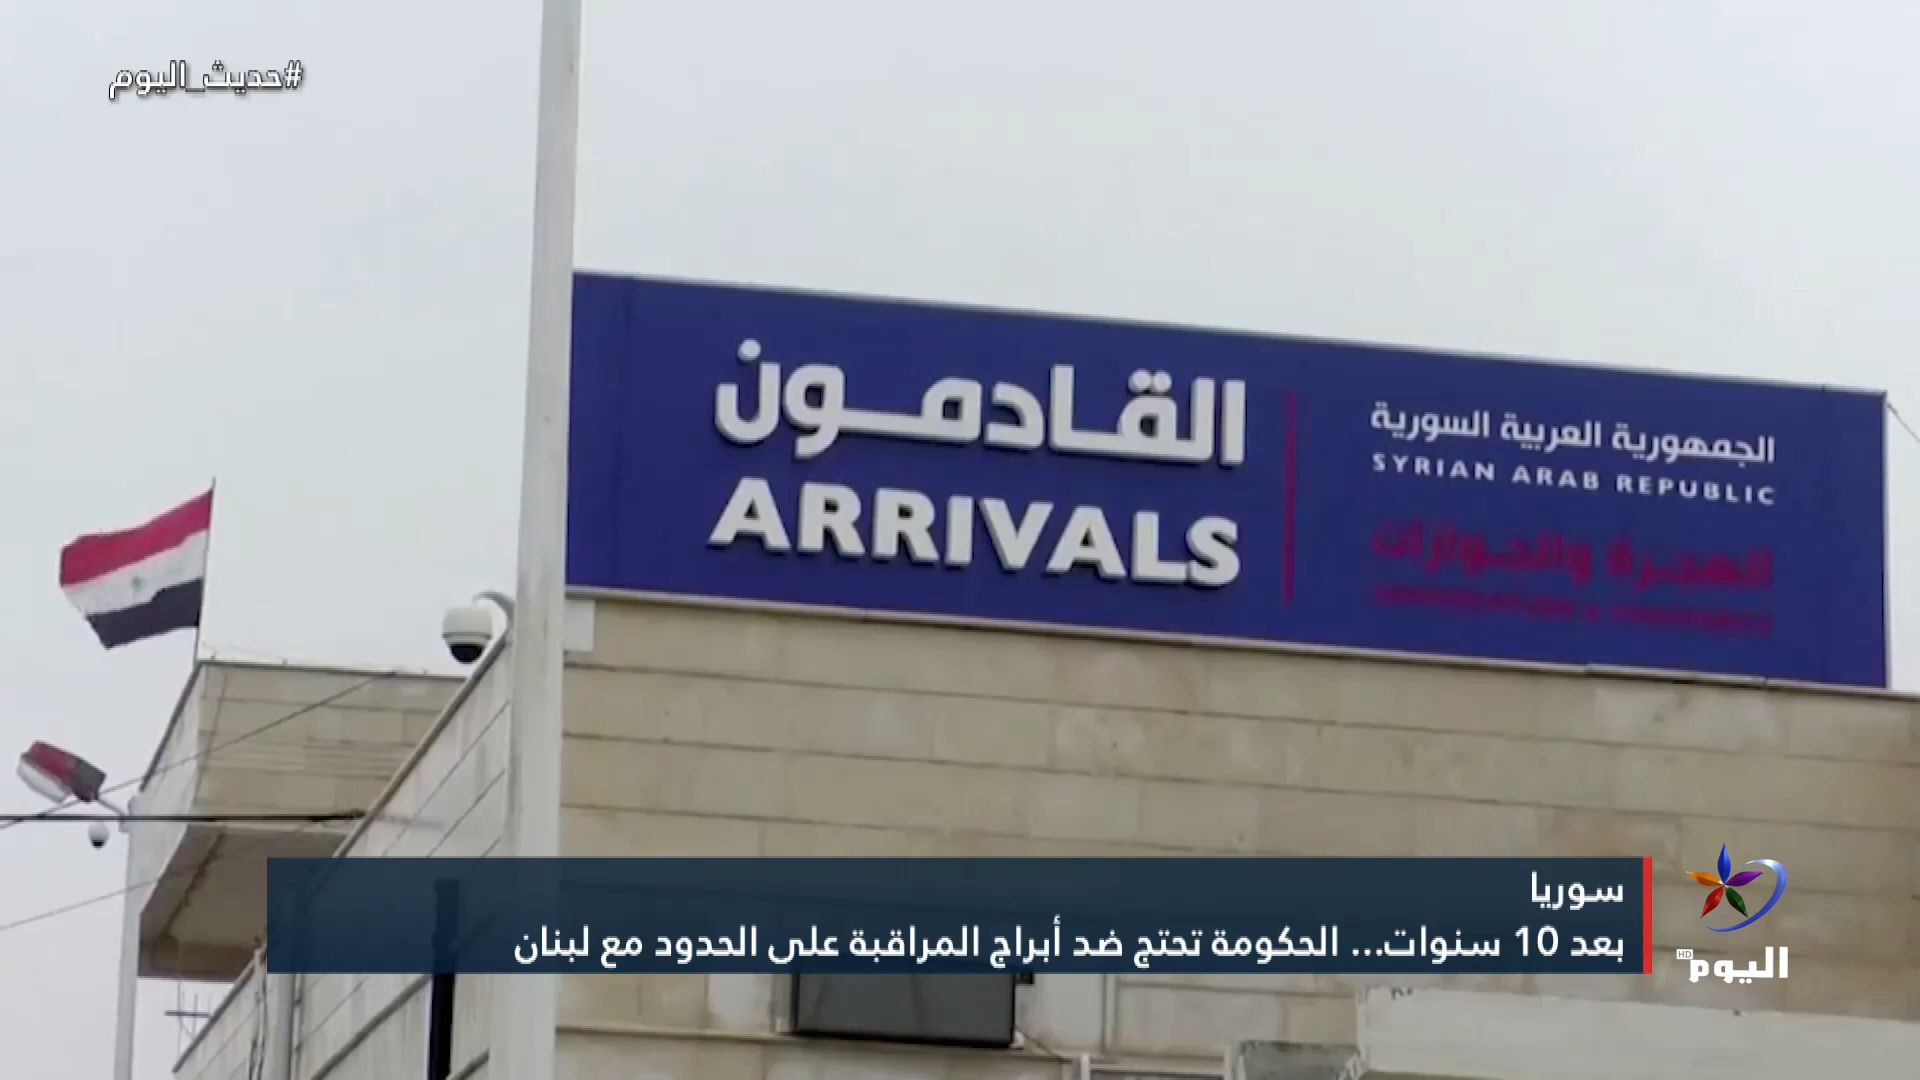 #حديث_اليوم
الجمهورية العربية السورية
SYRIAN ARAB REPUBLIC
الهجرة والجوازات
القادمون
ARRIVALS
سوريا
بعد 10 سنوات... الحكومة تحتج ضد أبراج المراقبة على الحدود مع لبنان
اليوم
HD